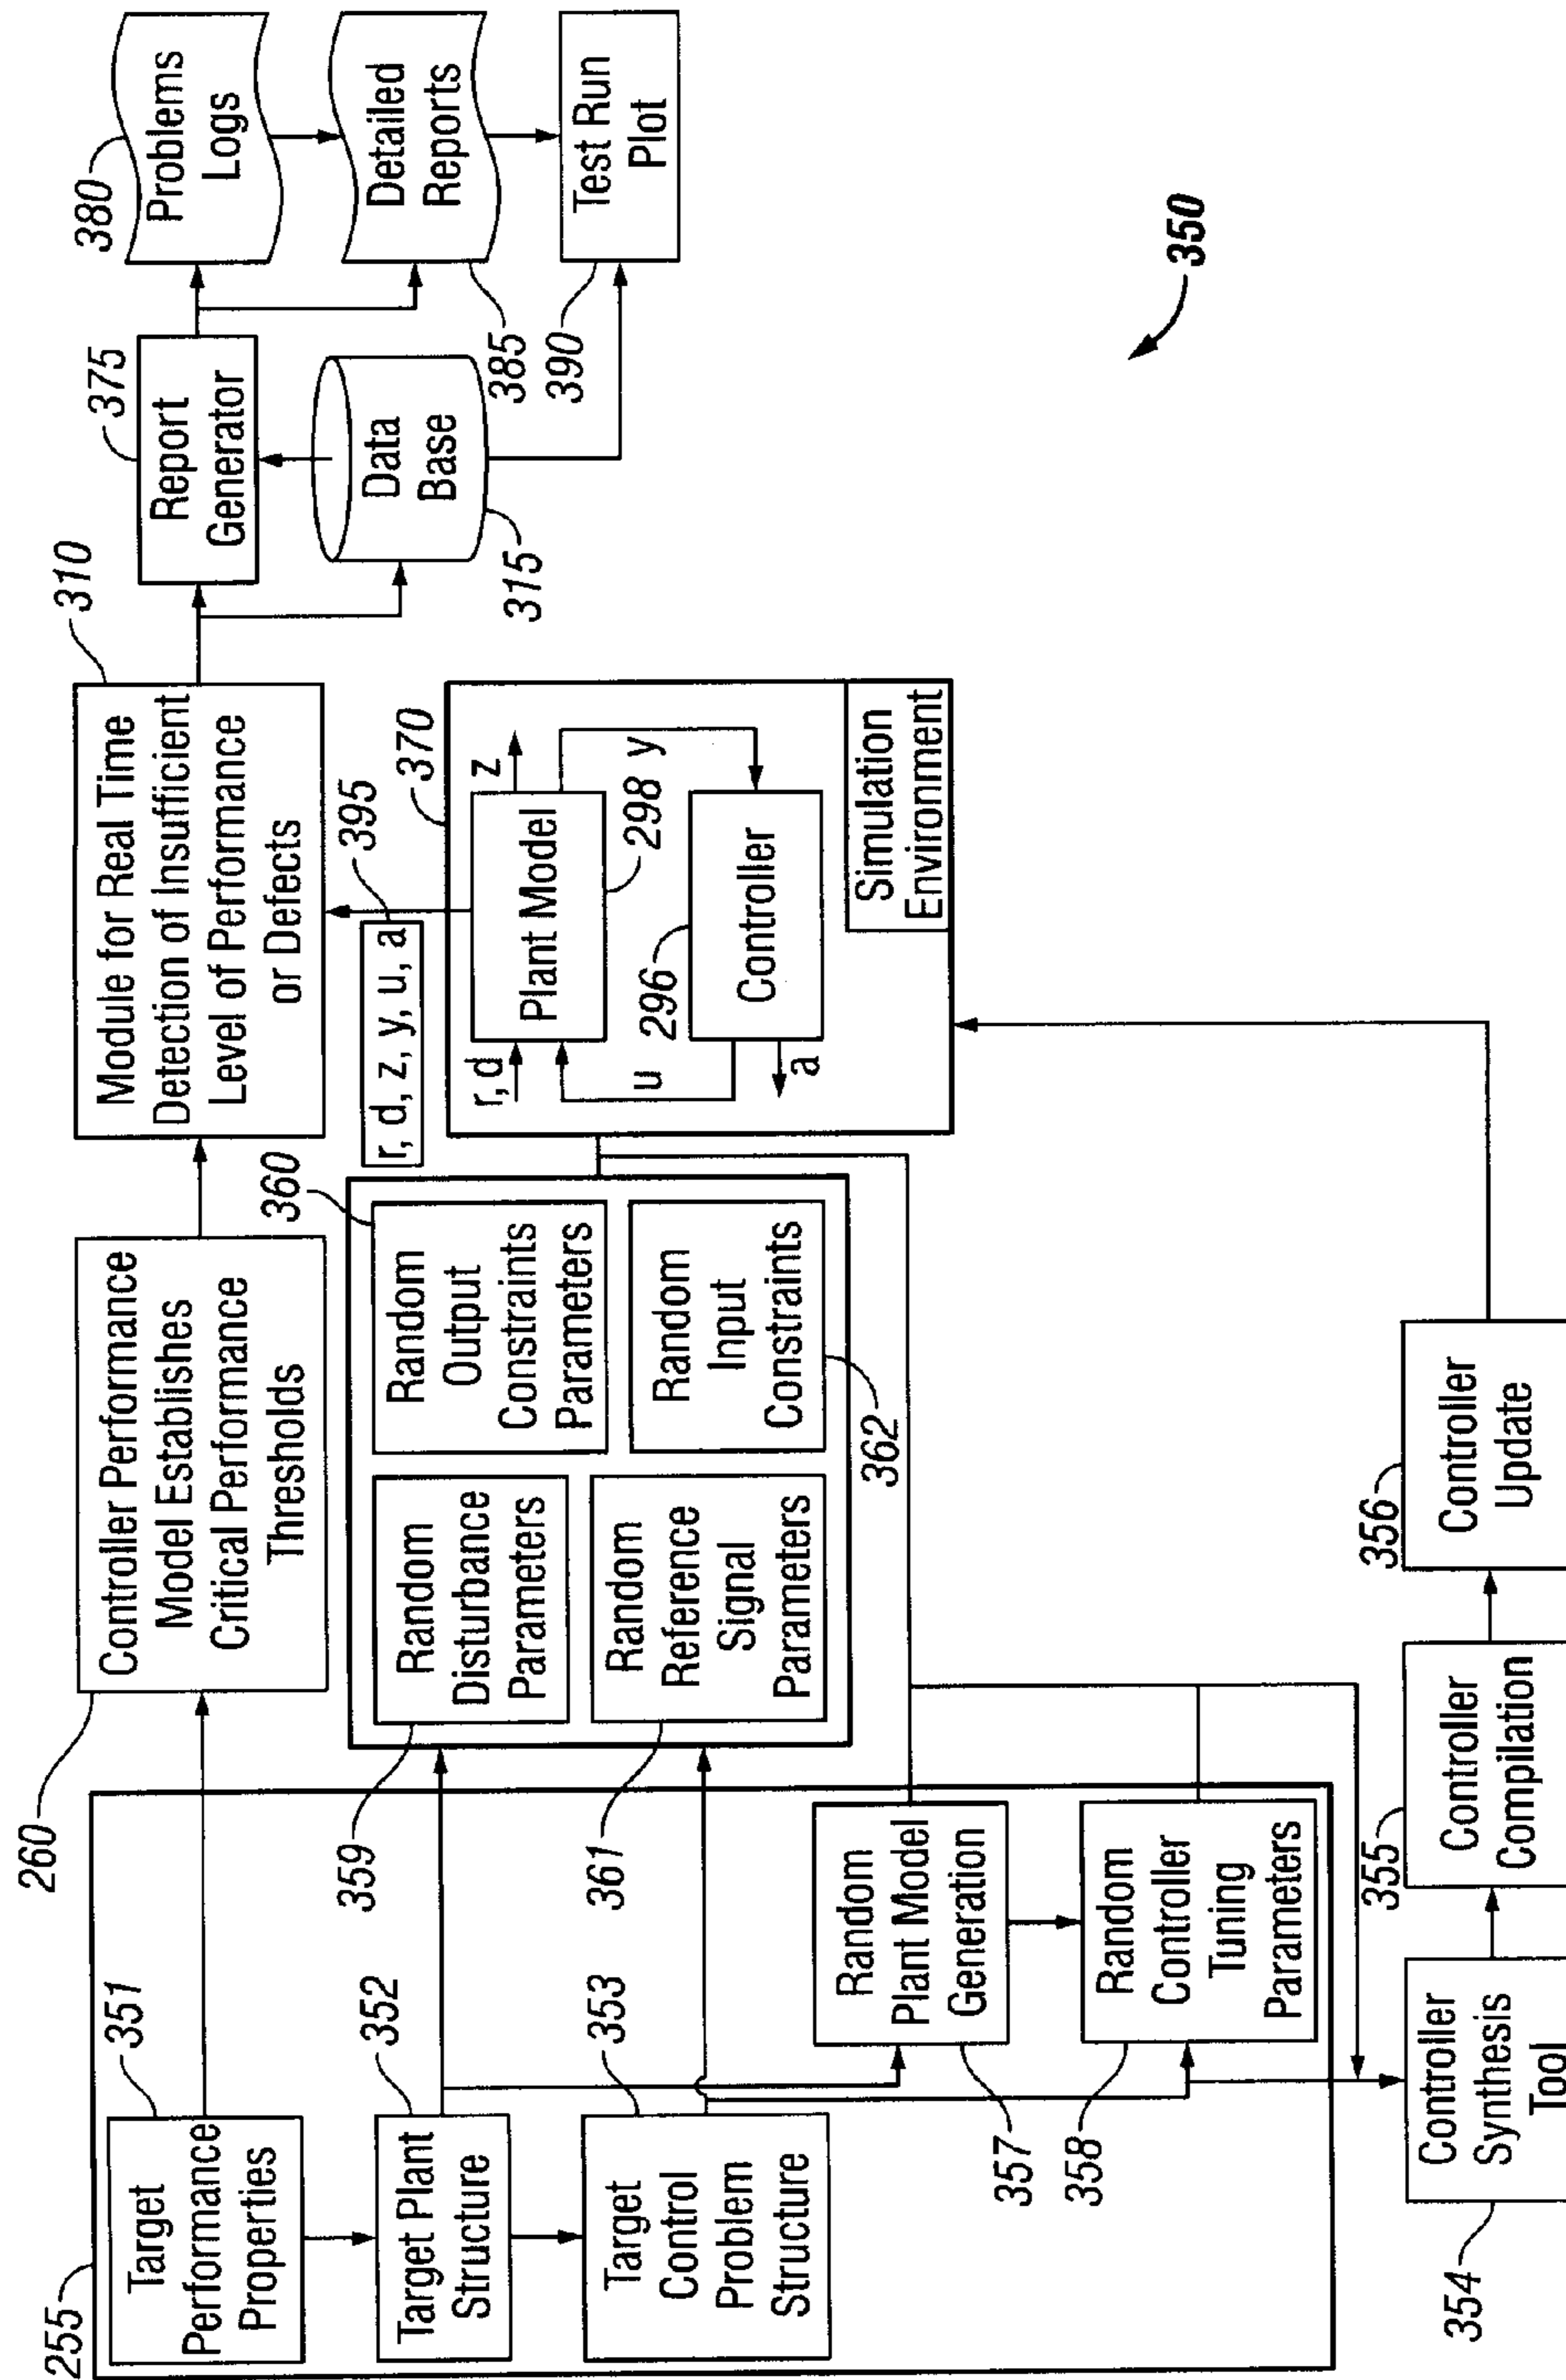 255
351
Target
Performance
Properties
352
Target Plant
Structure
353
Target
Control
Problem
Structure
357
Random
Plant Model
Generation
358
Random
Controller
Tuning
Parameters
260
Controller Performance
Model Establishes
Critical Performance
Thresholds
359
Random
Disturbance
Parameters
360
Random
Output
Constraints
Parameters
361
Random
Reference
Signal
Parameters
362
Random
Input
Constraints
310
Module for Real Time
Detection of Insufficient
Level of Performance
or Defects
395
r, d, z, y, u, a
370
r, d
Plant Model
z
298
y
u
296
Controller
a
Simulation
Environment
375
Report
Generator
315
Data
Base
380
Problems
Logs
385
Detailed
Reports
390
Test Run
Plot
354
Controller
Synthesis
Tool
355
Controller
Compilation
356
Controller
Update
350